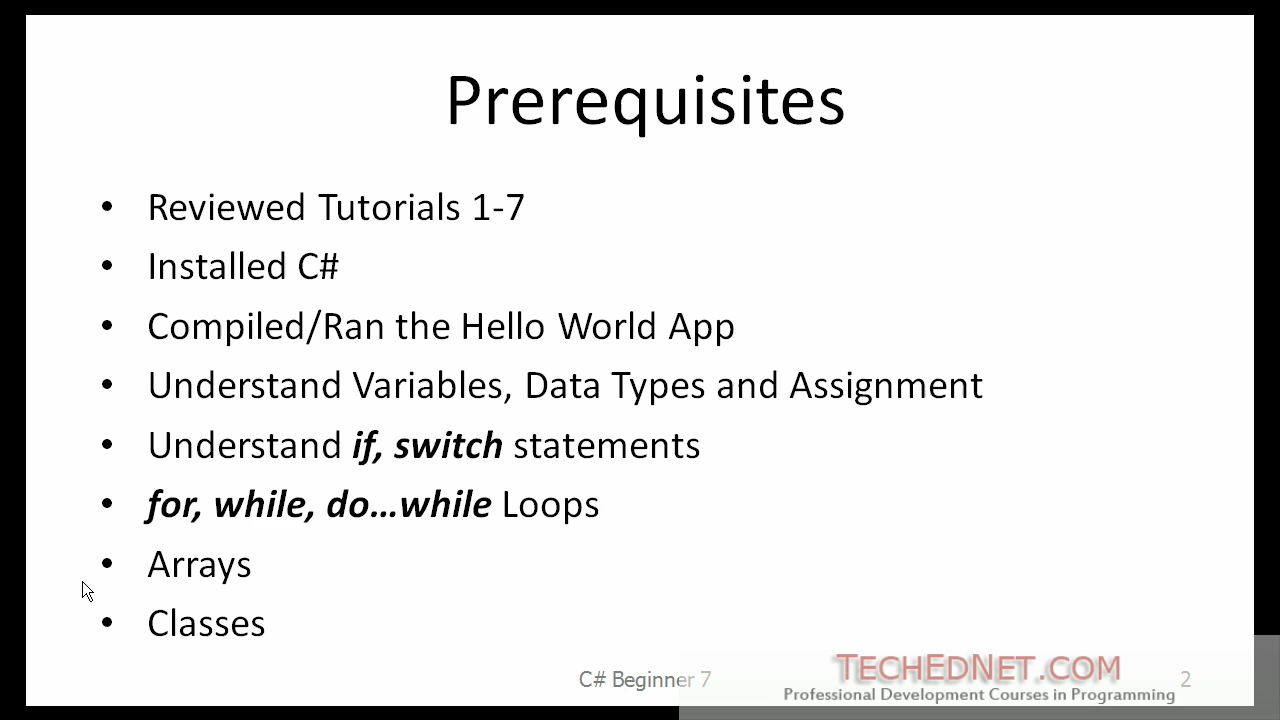 Prerequisites
• Reviewed Tutorials 1-7
• Installed C#
• Compiled/Ran the Hello World App
• Understand Variables, Data Types and Assignment
• Understand if, switch statements
• for, while, do...while Loops
• Arrays
• Classes
C# Beginner 7
TECHEDNET.COM
2
Professional Development Courses in Programming